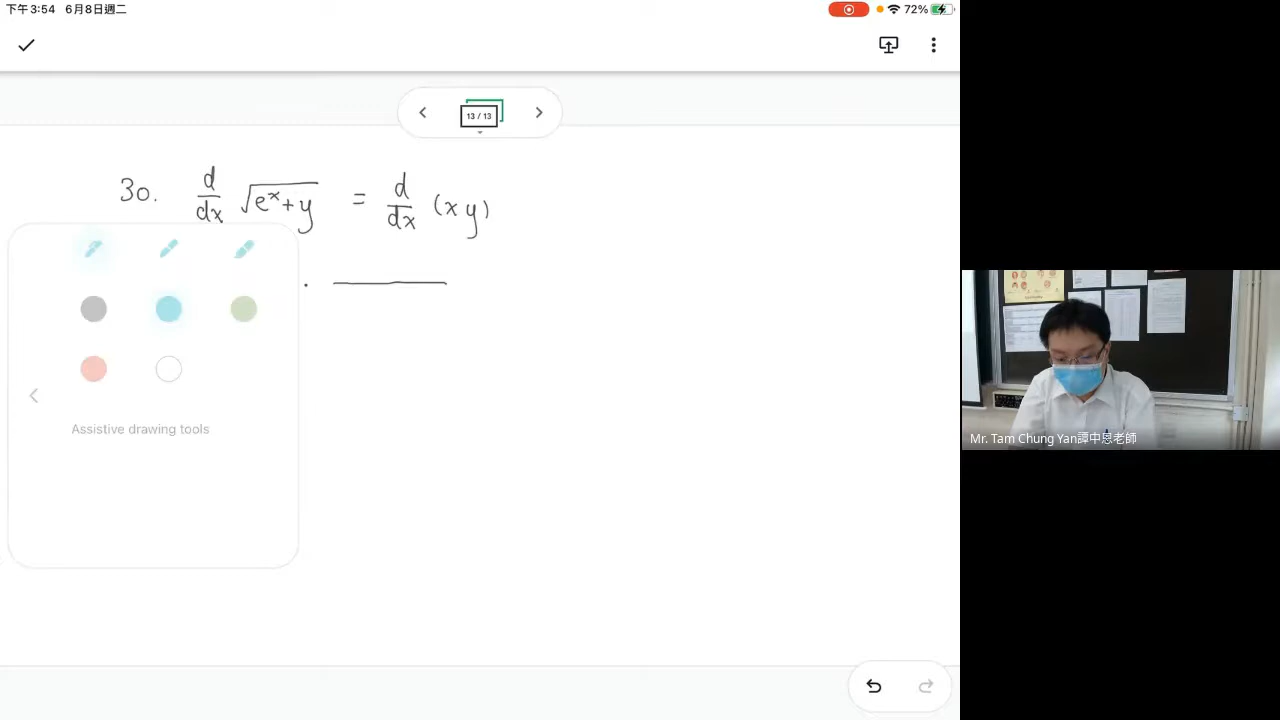 下午3:54 6月8日週二
72%
13 / 13
30. d/dx √(eˣ+y) = d/dx (xy)
.
Assistive drawing tools
Mr. Tam Chung Yan譚中恩老師